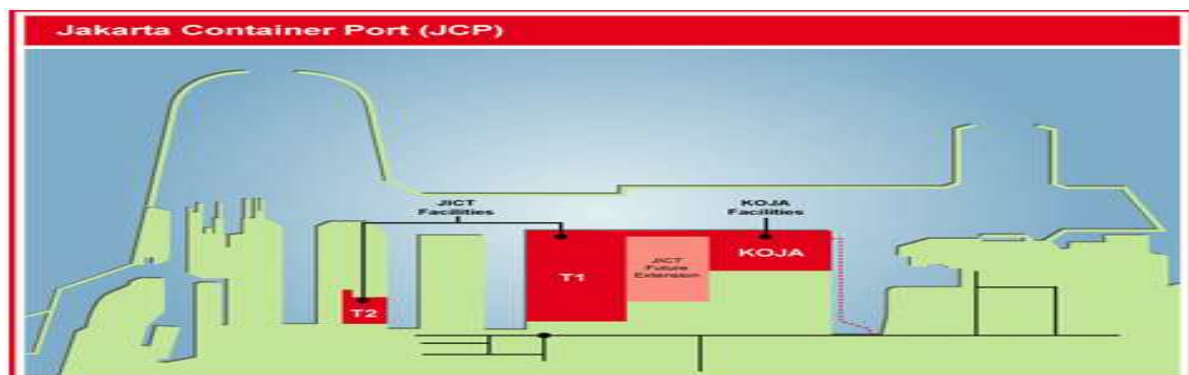 Jakarta Container Port (JCP)
JICT
Facilities
KOJA
Facilities
T1
JICT
Future
Extension
KOJA
T2